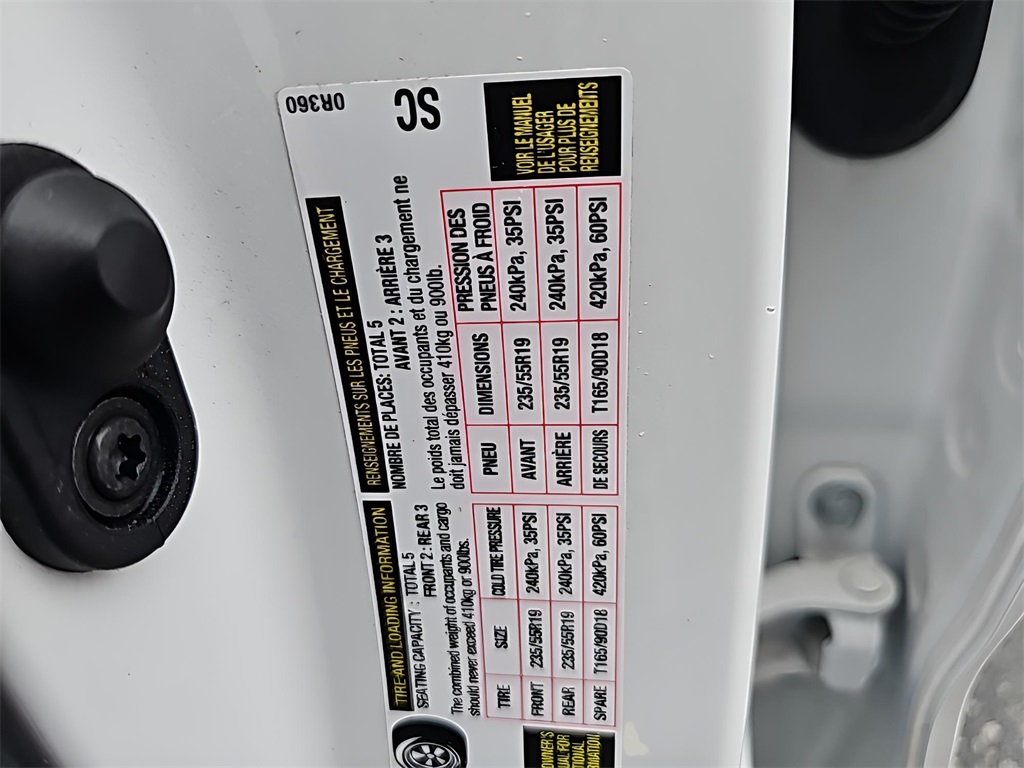 TIRE AND LOADING INFORMATION
SEATING CAPACITY : TOTAL 5
FRONT 2 : REAR 3
The combined weight of occupants and cargo
should never exceed 410kg or 900lbs.
TIRE SIZE COLD TIRE PRESSURE
FRONT 235/55R19 240kPa, 35PSI
REAR 235/55R19 240kPa, 35PSI
SPARE T165/90D18 420kPa, 60PSI
RENSEIGNEMENTS SUR LES PNEUS ET LE CHARGEMENT
NOMBRE DE PLACES: TOTAL 5
AVANT 2 : ARRIÈRE 3
Le poids total des occupants et du chargement ne
doit jamais dépasser 410kg ou 900lb.
PNEU DIMENSIONS PRESSION DES
PNEUS À FROID
AVANT 235/55R19 240kPa, 35PSI
ARRIÈRE 235/55R19 240kPa, 35PSI
DE SECOURS T165/90D18 420kPa, 60PSI
VOIR LE MANUEL
DE L'USAGER
POUR PLUS DE
RENSEIGNEMENTS
0R360
SC